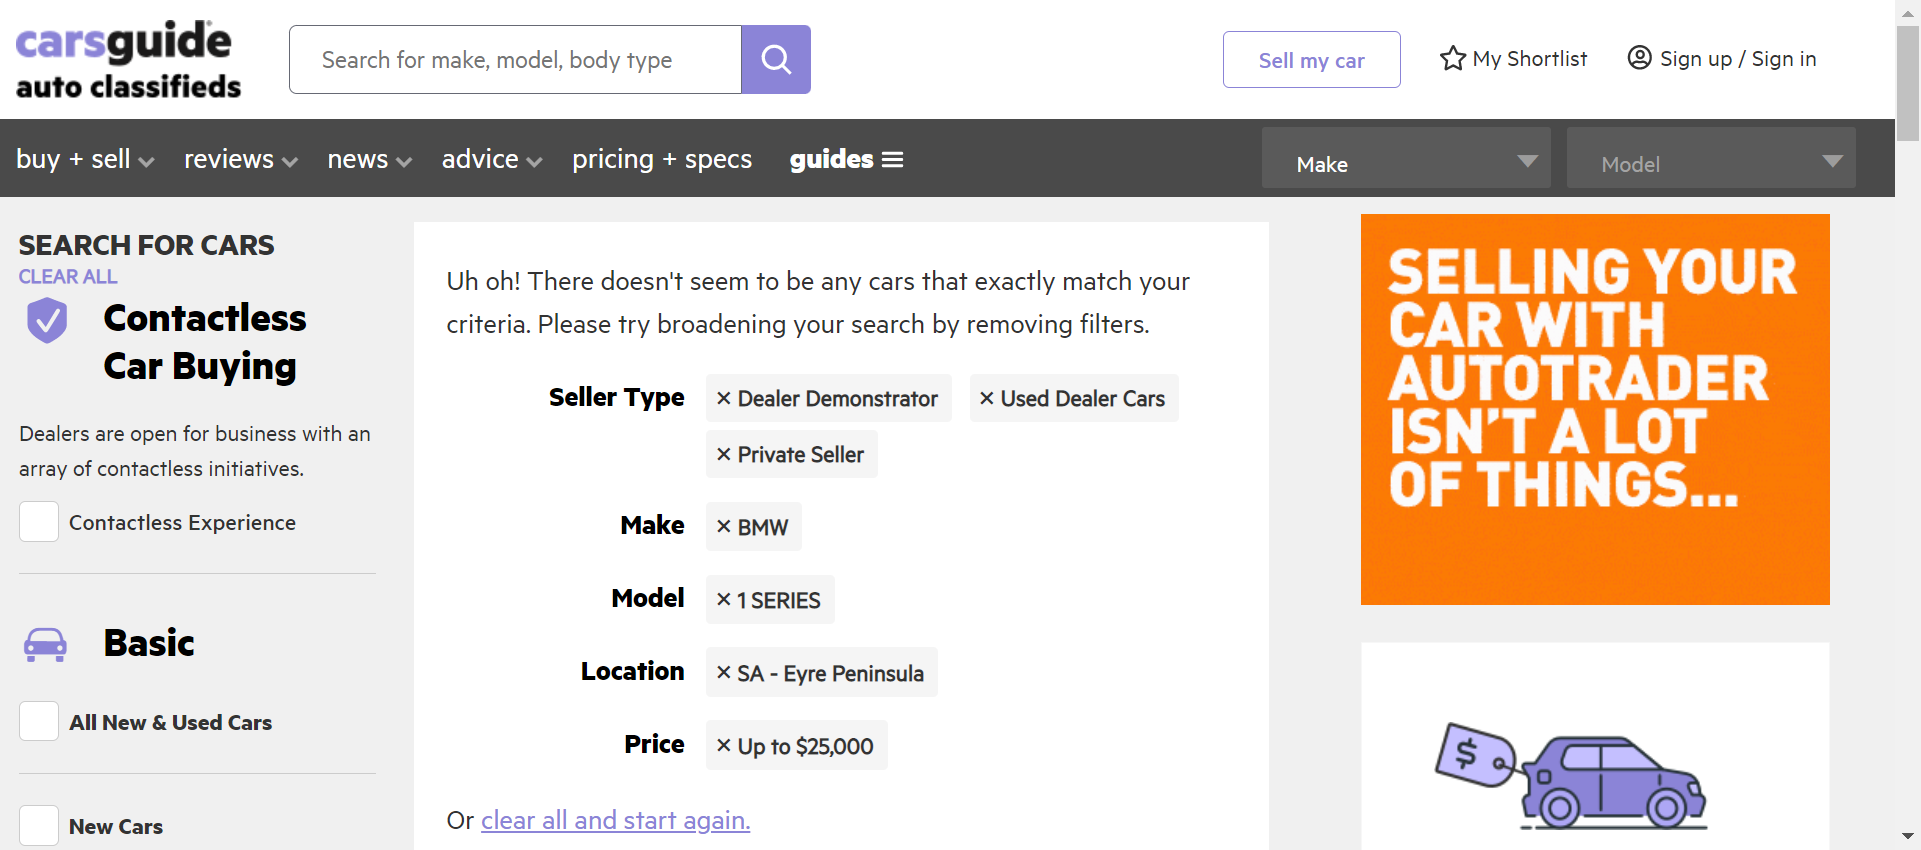 carsguide
auto classifieds
Search for make, model, body type
Sell my car
My Shortlist
Sign up / Sign in
buy + sell
reviews
news
advice
pricing + specs
guides
Make
Model
SEARCH FOR CARS
CLEAR ALL
Contactless
Car Buying
Dealers are open for business with an
array of contactless initiatives.
Contactless Experience
Basic
All New & Used Cars
New Cars
Uh oh! There doesn't seem to be any cars that exactly match your
criteria. Please try broadening your search by removing filters.
Seller Type
× Dealer Demonstrator
× Used Dealer Cars
× Private Seller
Make
× BMW
Model
× 1 SERIES
Location
× SA - Eyre Peninsula
Price
× Up to $25,000
Or clear all and start again.
SELLING YOUR
CAR WITH
AUTOTRADER
ISN'T A LOT
OF THINGS...
$